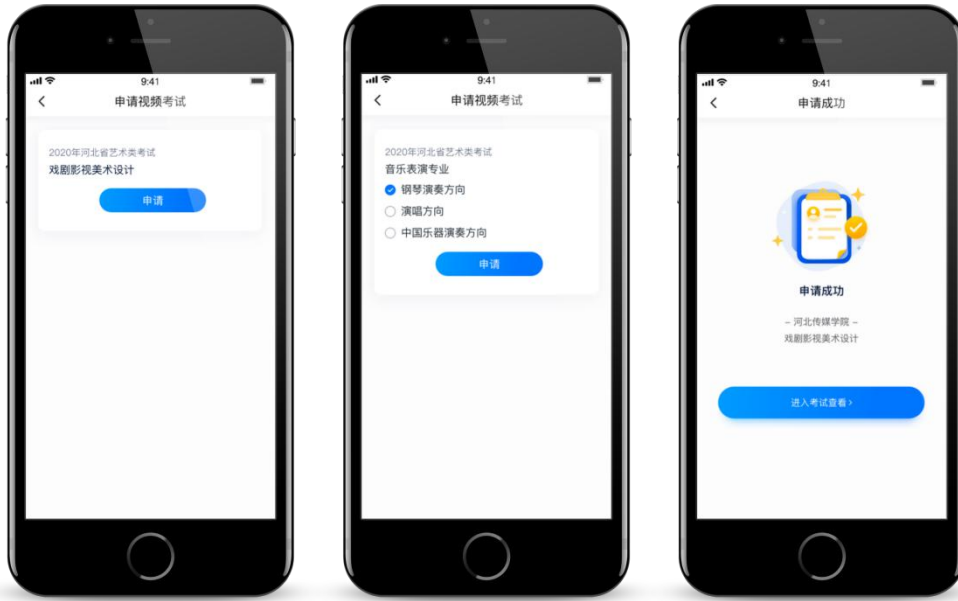 9:41
申请视频考试
2020年河北省艺术类考试
戏剧影视美术设计
申请
9:41
申请视频考试
2020年河北省艺术类考试
音乐表演专业
钢琴演奏方向
演唱方向
中国乐器演奏方向
申请
9:41
申请成功
申请成功
– 河北传媒学院 –
戏剧影视美术设计
进入考试查看>